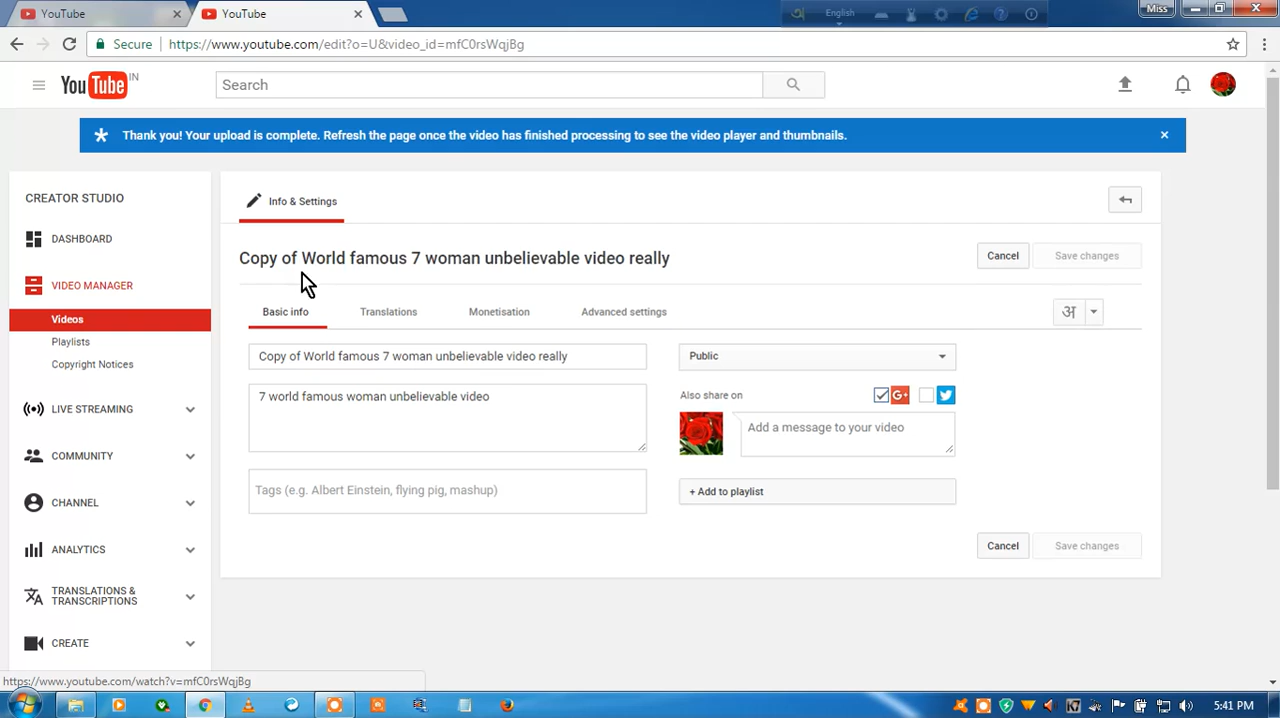 YouTube
YouTube
English
Miss
Secure
https://www.youtube.com/edit?o=U&video_id=mfC0rsWqjBg
YouTube IN
Search
Thank you! Your upload is complete. Refresh the page once the video has finished processing to see the video player and thumbnails.
CREATOR STUDIO
DASHBOARD
VIDEO MANAGER
Videos
Playlists
Copyright Notices
LIVE STREAMING
COMMUNITY
CHANNEL
ANALYTICS
TRANSLATIONS &
TRANSCRIPTIONS
CREATE
Info & Settings
Copy of World famous 7 woman unbelievable video really
Cancel
Save changes
Basic info
Translations
Monetisation
Advanced settings
अ
Copy of World famous 7 woman unbelievable video really
7 world famous woman unbelievable video
Tags (e.g. Albert Einstein, flying pig, mashup)
Public
Also share on
G+
Add a message to your video
+ Add to playlist
Cancel
Save changes
https://www.youtube.com/watch?v=mfC0rsWqjBg
5:41 PM